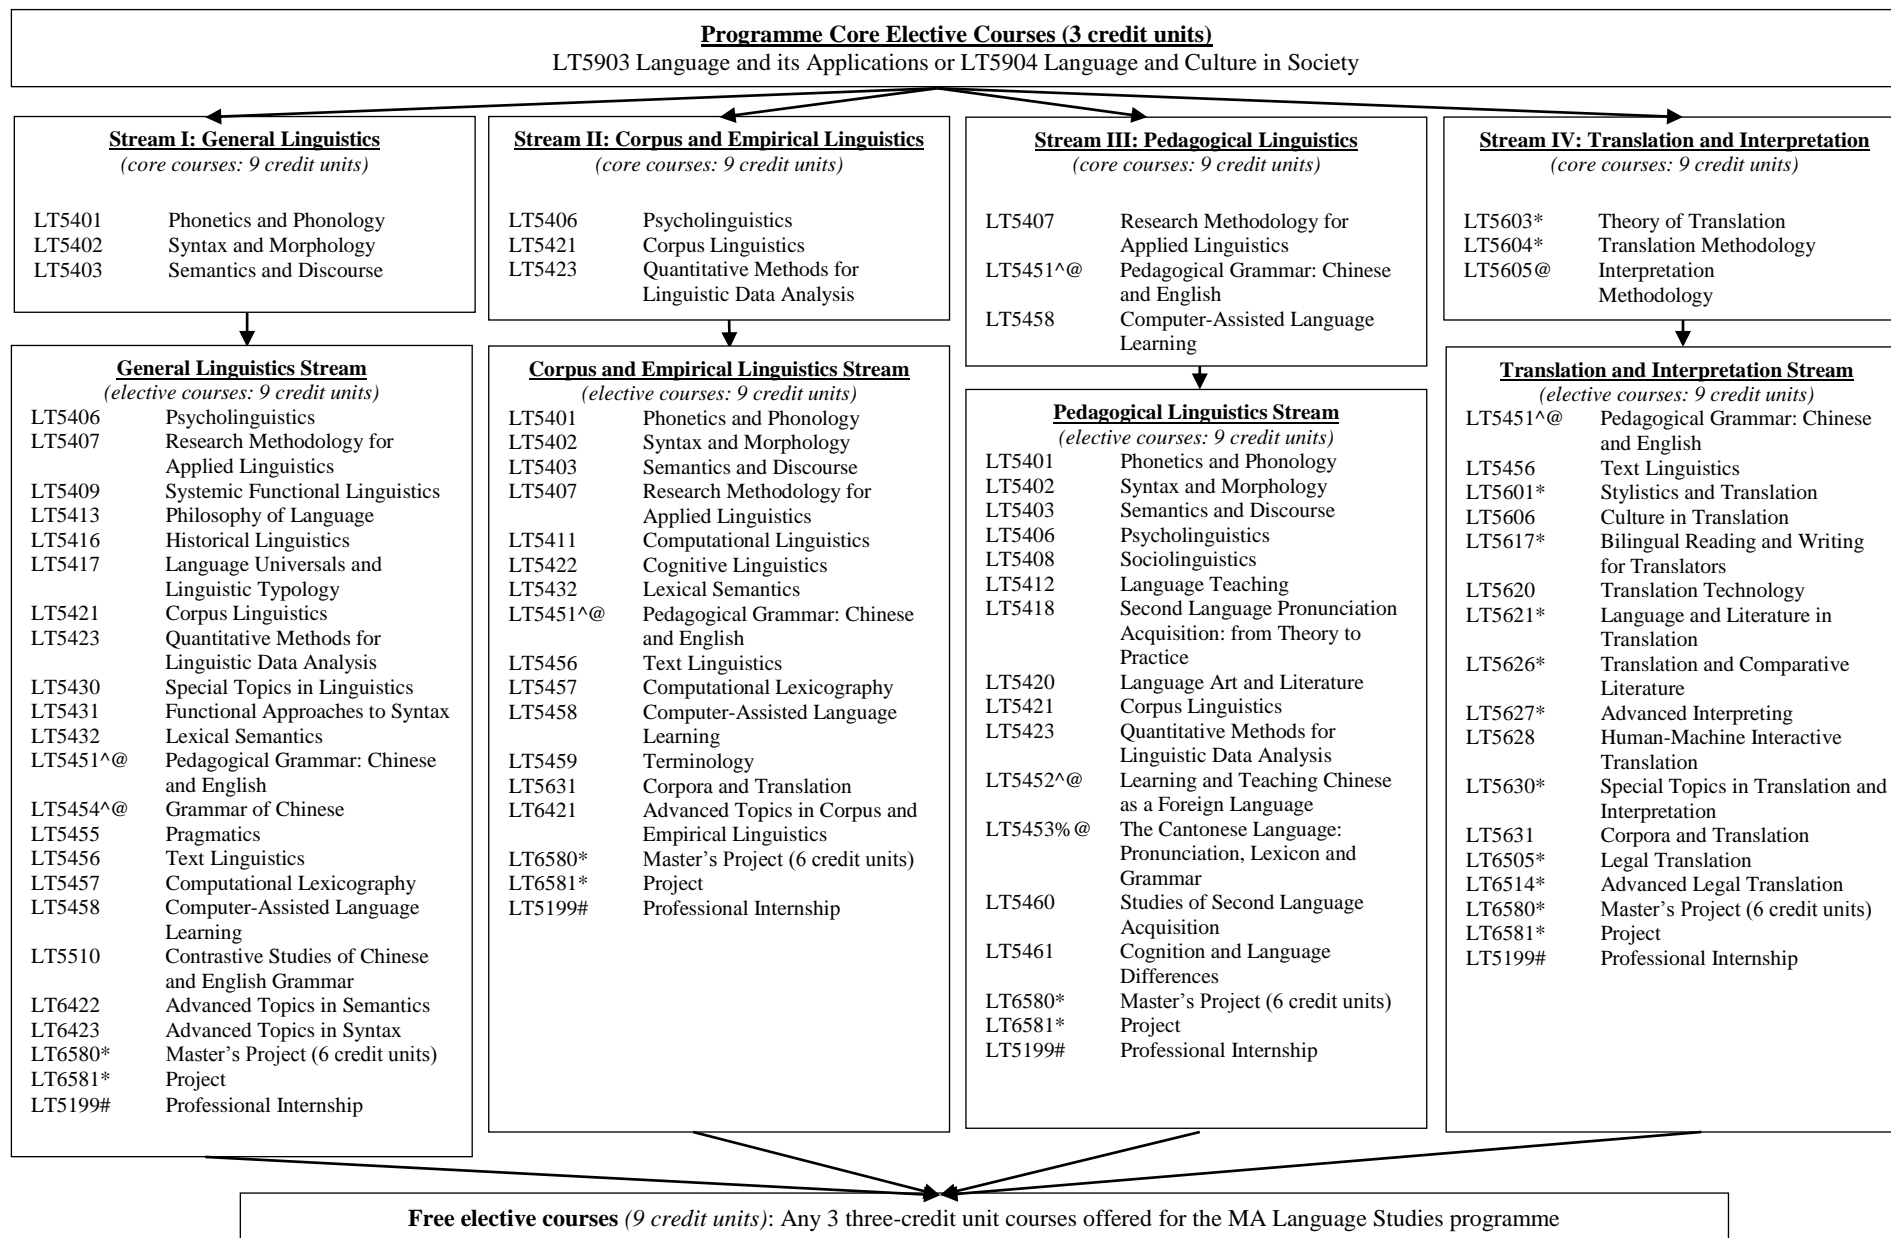 Programme Core Elective Courses (3 credit units)
LT5903 Language and its Applications or LT5904 Language and Culture in Society
Stream I: General Linguistics
(core courses: 9 credit units)
LT5401 Phonetics and Phonology
LT5402 Syntax and Morphology
LT5403 Semantics and Discourse
Stream II: Corpus and Empirical Linguistics
(core courses: 9 credit units)
LT5406 Psycholinguistics
LT5421 Corpus Linguistics
LT5423 Quantitative Methods for
Linguistic Data Analysis
Stream III: Pedagogical Linguistics
(core courses: 9 credit units)
LT5407 Research Methodology for
Applied Linguistics
LT5451^@ Pedagogical Grammar: Chinese
and English
LT5458 Computer-Assisted Language
Learning
Stream IV: Translation and Interpretation
(core courses: 9 credit units)
LT5603* Theory of Translation
LT5604* Translation Methodology
LT5605@ Interpretation
Methodology
General Linguistics Stream
(elective courses: 9 credit units)
LT5406 Psycholinguistics
LT5407 Research Methodology for
Applied Linguistics
LT5409 Systemic Functional Linguistics
LT5413 Philosophy of Language
LT5416 Historical Linguistics
LT5417 Language Universals and
Linguistic Typology
LT5421 Corpus Linguistics
LT5423 Quantitative Methods for
Linguistic Data Analysis
LT5430 Special Topics in Linguistics
LT5431 Functional Approaches to Syntax
LT5432 Lexical Semantics
LT5451^@ Pedagogical Grammar: Chinese
and English
LT5454^@ Grammar of Chinese
LT5455 Pragmatics
LT5456 Text Linguistics
LT5457 Computational Lexicography
LT5458 Computer-Assisted Language
Learning
LT5510 Contrastive Studies of Chinese
and English Grammar
LT6422 Advanced Topics in Semantics
LT6423 Advanced Topics in Syntax
LT6580* Master’s Project (6 credit units)
LT6581* Project
LT5199# Professional Internship
Corpus and Empirical Linguistics Stream
(elective courses: 9 credit units)
LT5401 Phonetics and Phonology
LT5402 Syntax and Morphology
LT5403 Semantics and Discourse
LT5407 Research Methodology for
Applied Linguistics
LT5411 Computational Linguistics
LT5422 Cognitive Linguistics
LT5432 Lexical Semantics
LT5451^@ Pedagogical Grammar: Chinese
and English
LT5456 Text Linguistics
LT5457 Computational Lexicography
LT5458 Computer-Assisted Language
Learning
LT5459 Terminology
LT5631 Corpora and Translation
LT6421 Advanced Topics in Corpus and
Empirical Linguistics
LT6580* Master’s Project (6 credit units)
LT6581* Project
LT5199# Professional Internship
Pedagogical Linguistics Stream
(elective courses: 9 credit units)
LT5401 Phonetics and Phonology
LT5402 Syntax and Morphology
LT5403 Semantics and Discourse
LT5406 Psycholinguistics
LT5408 Sociolinguistics
LT5412 Language Teaching
LT5418 Second Language Pronunciation
Acquisition: from Theory to
Practice
LT5420 Language Art and Literature
LT5421 Corpus Linguistics
LT5423 Quantitative Methods for
Linguistic Data Analysis
LT5452^@ Learning and Teaching Chinese
as a Foreign Language
LT5453%@ The Cantonese Language:
Pronunciation, Lexicon and
Grammar
LT5460 Studies of Second Language
Acquisition
LT5461 Cognition and Language
Differences
LT6580* Master’s Project (6 credit units)
LT6581* Project
LT5199# Professional Internship
Translation and Interpretation Stream
(elective courses: 9 credit units)
LT5451^@ Pedagogical Grammar: Chinese
and English
LT5456 Text Linguistics
LT5601* Stylistics and Translation
LT5606 Culture in Translation
LT5617* Bilingual Reading and Writing
for Translators
LT5620 Translation Technology
LT5621* Language and Literature in
Translation
LT5626* Translation and Comparative
Literature
LT5627* Advanced Interpreting
LT5628 Human-Machine Interactive
Translation
LT5630* Special Topics in Translation and
Interpretation
LT5631 Corpora and Translation
LT6505* Legal Translation
LT6514* Advanced Legal Translation
LT6580* Master’s Project (6 credit units)
LT6581* Project
LT5199# Professional Internship
Free elective courses (9 credit units): Any 3 three-credit unit courses offered for the MA Language Studies programme